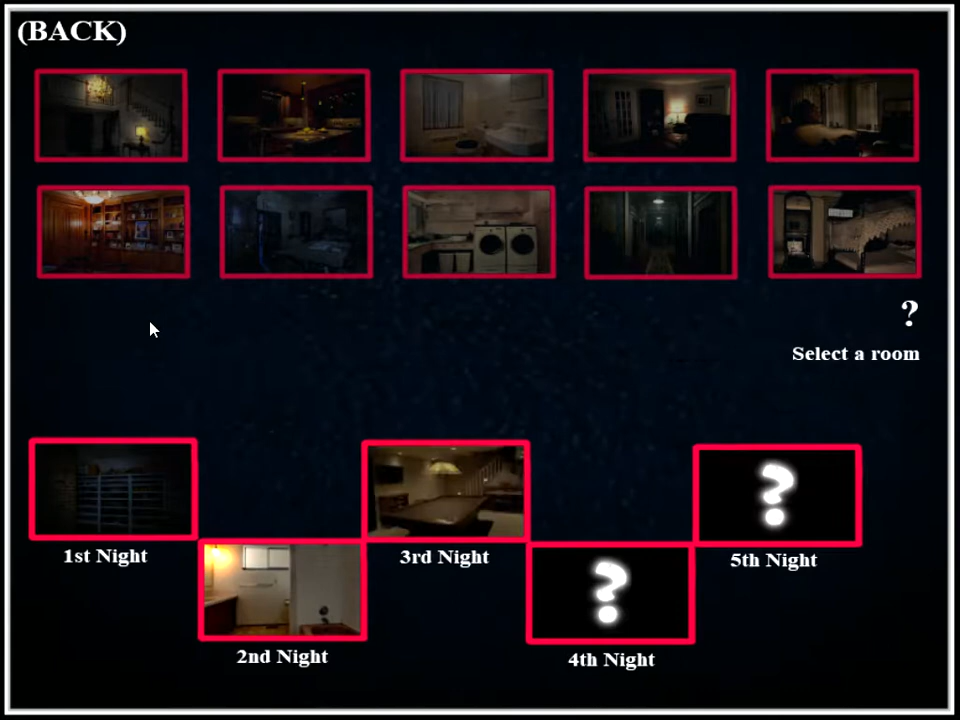 (BACK)
?
Select a room
?
1st Night
3rd Night
5th Night
?
2nd Night
4th Night